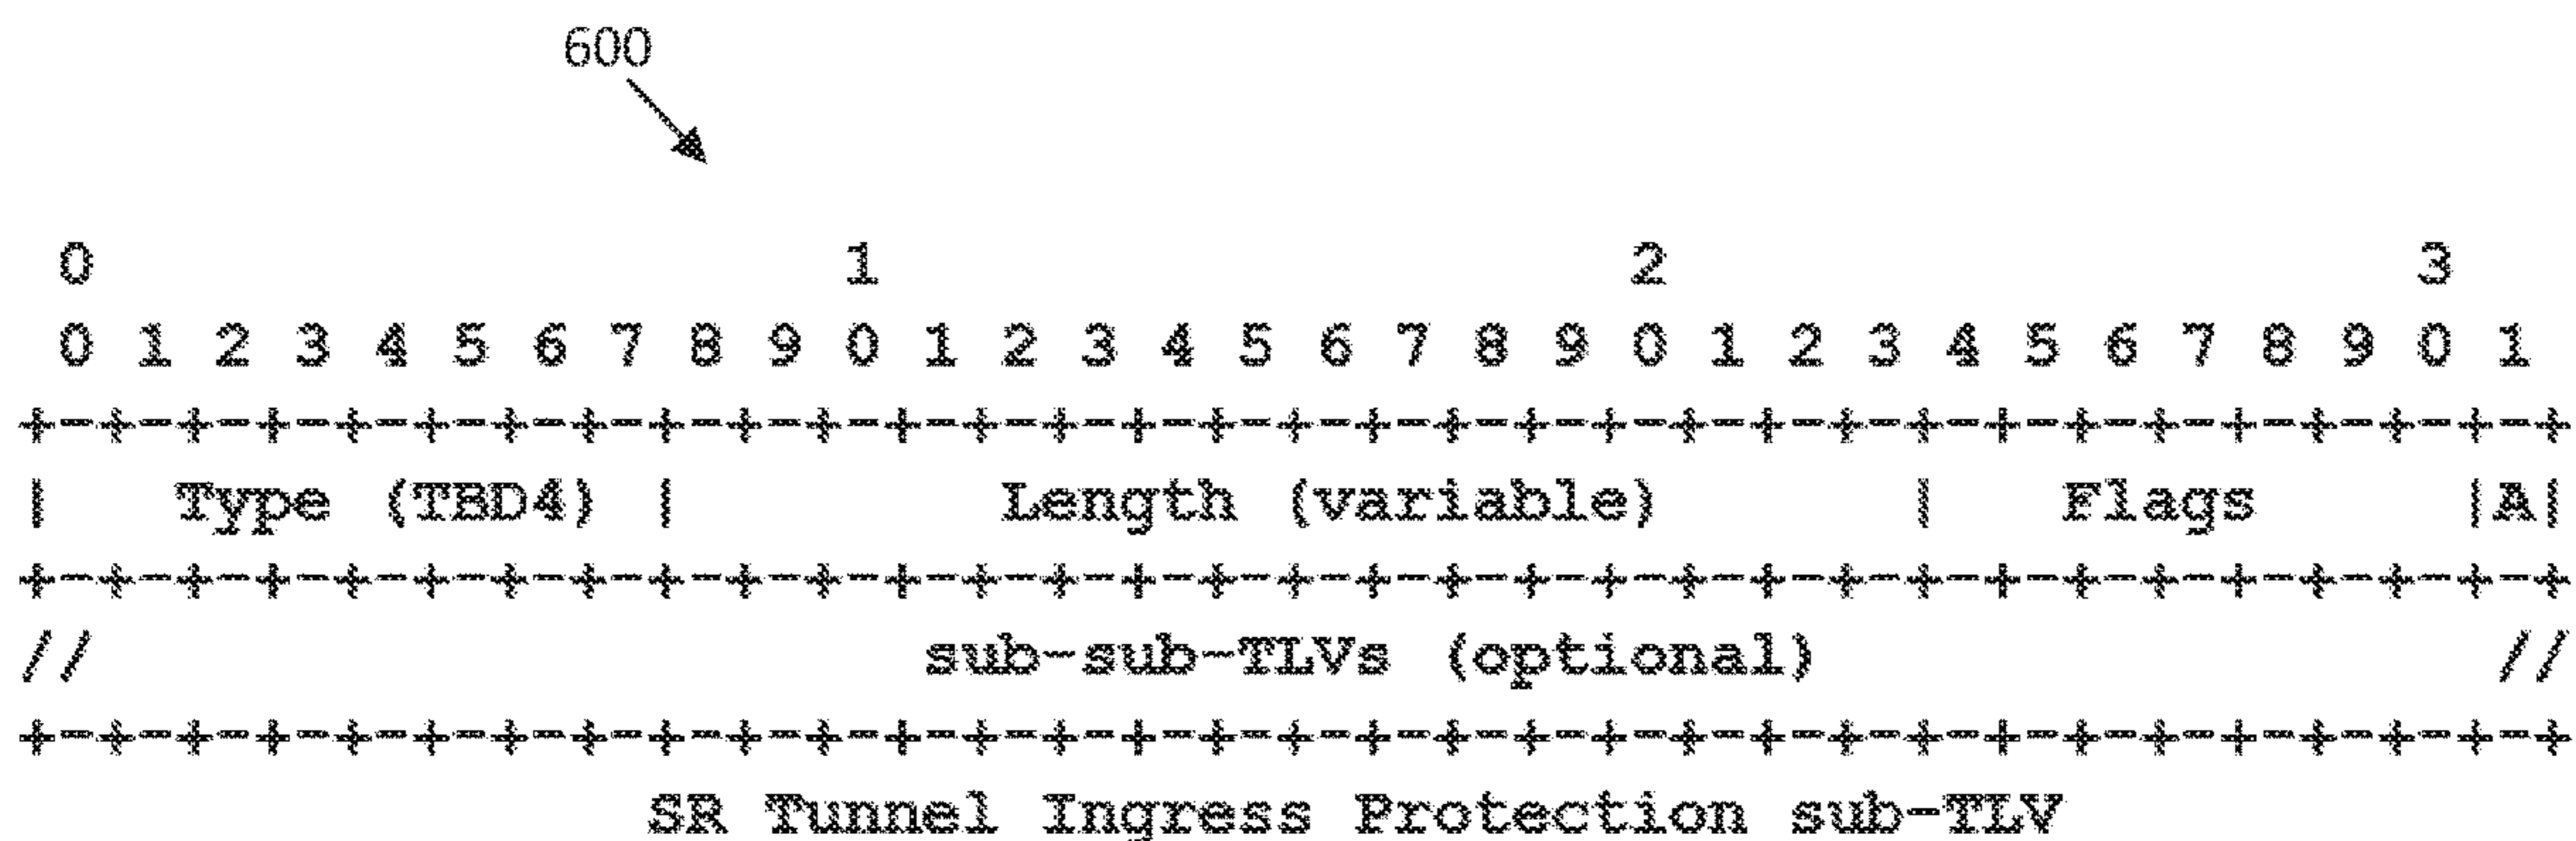 600
0                   1                   2                   3
0 1 2 3 4 5 6 7 8 9 0 1 2 3 4 5 6 7 8 9 0 1 2 3 4 5 6 7 8 9 0 1
+-+-+-+-+-+-+-+-+-+-+-+-+-+-+-+-+-+-+-+-+-+-+-+-+-+-+-+-+-+-+-+-+
|   Type (TBD4) |        Length (variable)      |   Flags     |A|
+-+-+-+-+-+-+-+-+-+-+-+-+-+-+-+-+-+-+-+-+-+-+-+-+-+-+-+-+-+-+-+-+
//                     sub-sub-TLVs (optional)                 //
+-+-+-+-+-+-+-+-+-+-+-+-+-+-+-+-+-+-+-+-+-+-+-+-+-+-+-+-+-+-+-+-+
SR Tunnel Ingress Protection sub-TLV